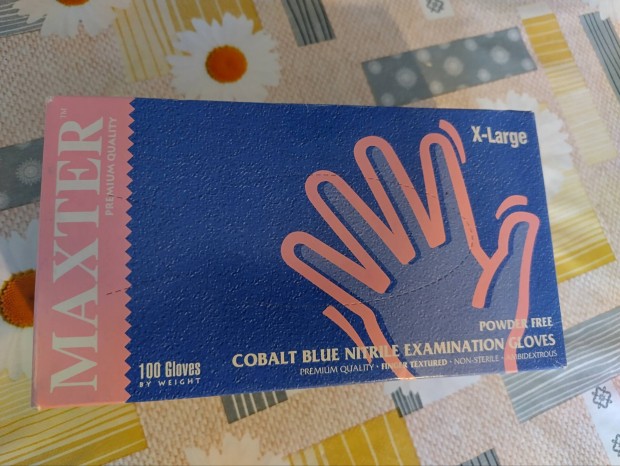 MAXTER™
PREMIUM QUALITY
X-Large
POWDER FREE
COBALT BLUE NITRILE EXAMINATION GLOVES
PREMIUM QUALITY · FINGER TEXTURED · NON-STERILE · AMBIDEXTROUS
100 Gloves
BY WEIGHT